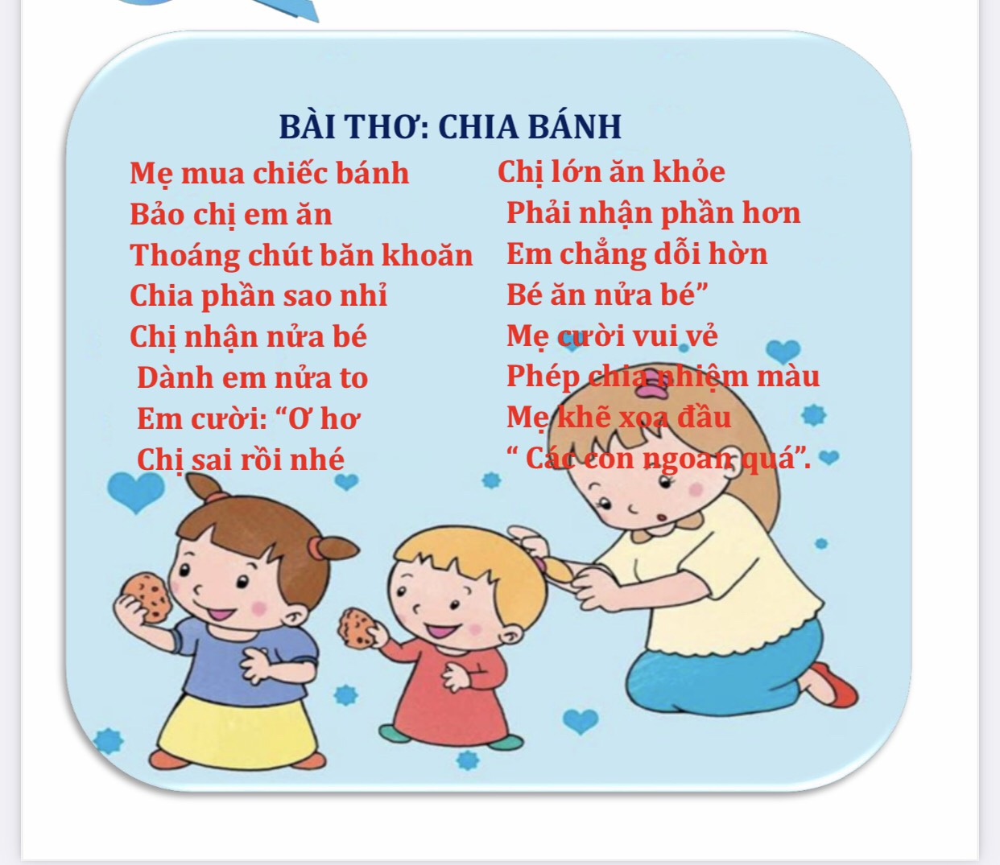 BÀI THƠ: CHIA BÁNH
Mẹ mua chiếc bánh
Bảo chị em ăn
Thoáng chút băn khoăn
Chia phần sao nhỉ
Chị nhận nửa bé
Dành em nửa to
Em cười: “Ơ hơ
Chị sai rồi nhé
Chị lớn ăn khỏe
Phải nhận phần hơn
Em chẳng dỗi hờn
Bé ăn nửa bé”
Mẹ cười vui vẻ
Phép chia nhiệm màu
Mẹ khẽ xoa đầu
“ Các con ngoan quá”.